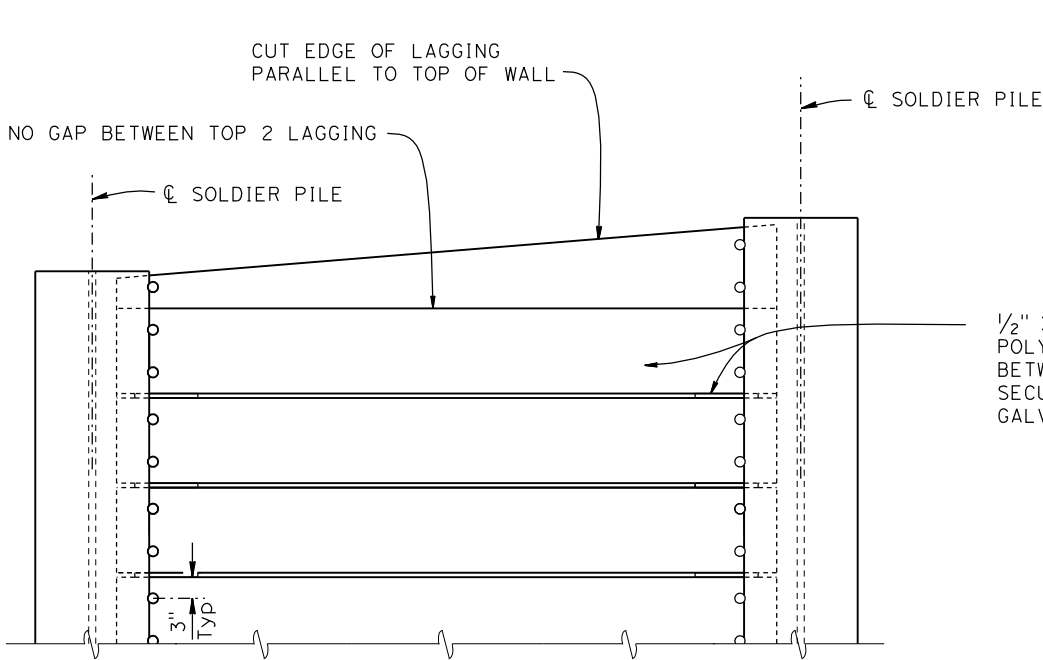 CUT EDGE OF LAGGING
PARALLEL TO TOP OF WALL
℄ SOLDIER PILE
NO GAP BETWEEN TOP 2 LAGGING
℄ SOLDIER PILE
1/2"
POLY
BETW
SECU
GALV
3"
TYP